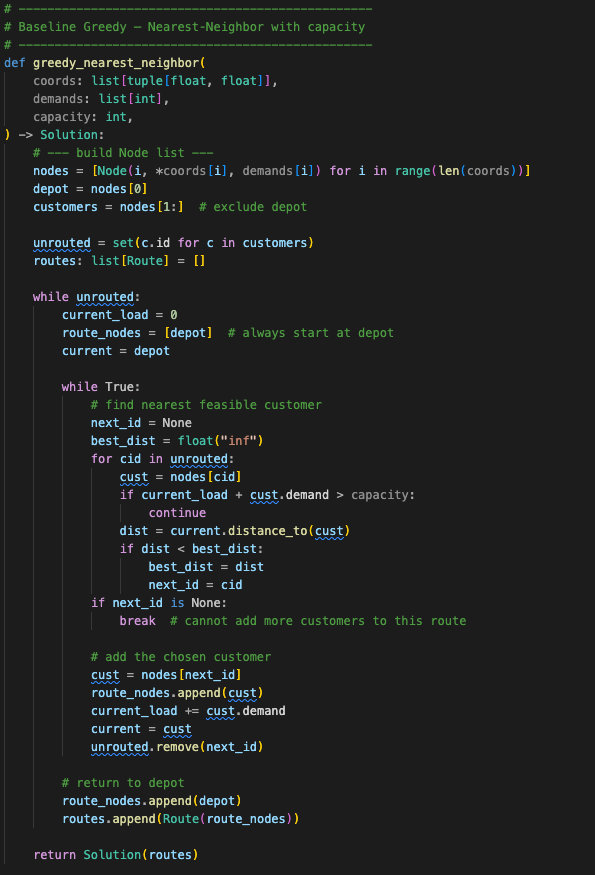 # -------------------------------------------------
# Baseline Greedy – Nearest-Neighbor with capacity
# -------------------------------------------------
def greedy_nearest_neighbor(
    coords: list[tuple[float, float]],
    demands: list[int],
    capacity: int,
) -> Solution:
    # --- build Node list ---
    nodes = [Node(i, *coords[i], demands[i]) for i in range(len(coords))]
    depot = nodes[0]
    customers = nodes[1:]  # exclude depot

    unrouted = set(c.id for c in customers)
    routes: list[Route] = []

    while unrouted:
        current_load = 0
        route_nodes = [depot]  # always start at depot
        current = depot

        while True:
            # find nearest feasible customer
            next_id = None
            best_dist = float("inf")
            for cid in unrouted:
                cust = nodes[cid]
                if current_load + cust.demand > capacity:
                    continue
                dist = current.distance_to(cust)
                if dist < best_dist:
                    best_dist = dist
                    next_id = cid
            if next_id is None:
                break  # cannot add more customers to this route

            # add the chosen customer
            cust = nodes[next_id]
            route_nodes.append(cust)
            current_load += cust.demand
            current = cust
            unrouted.remove(next_id)

        # return to depot
        route_nodes.append(depot)
        routes.append(Route(route_nodes))

    return Solution(routes)